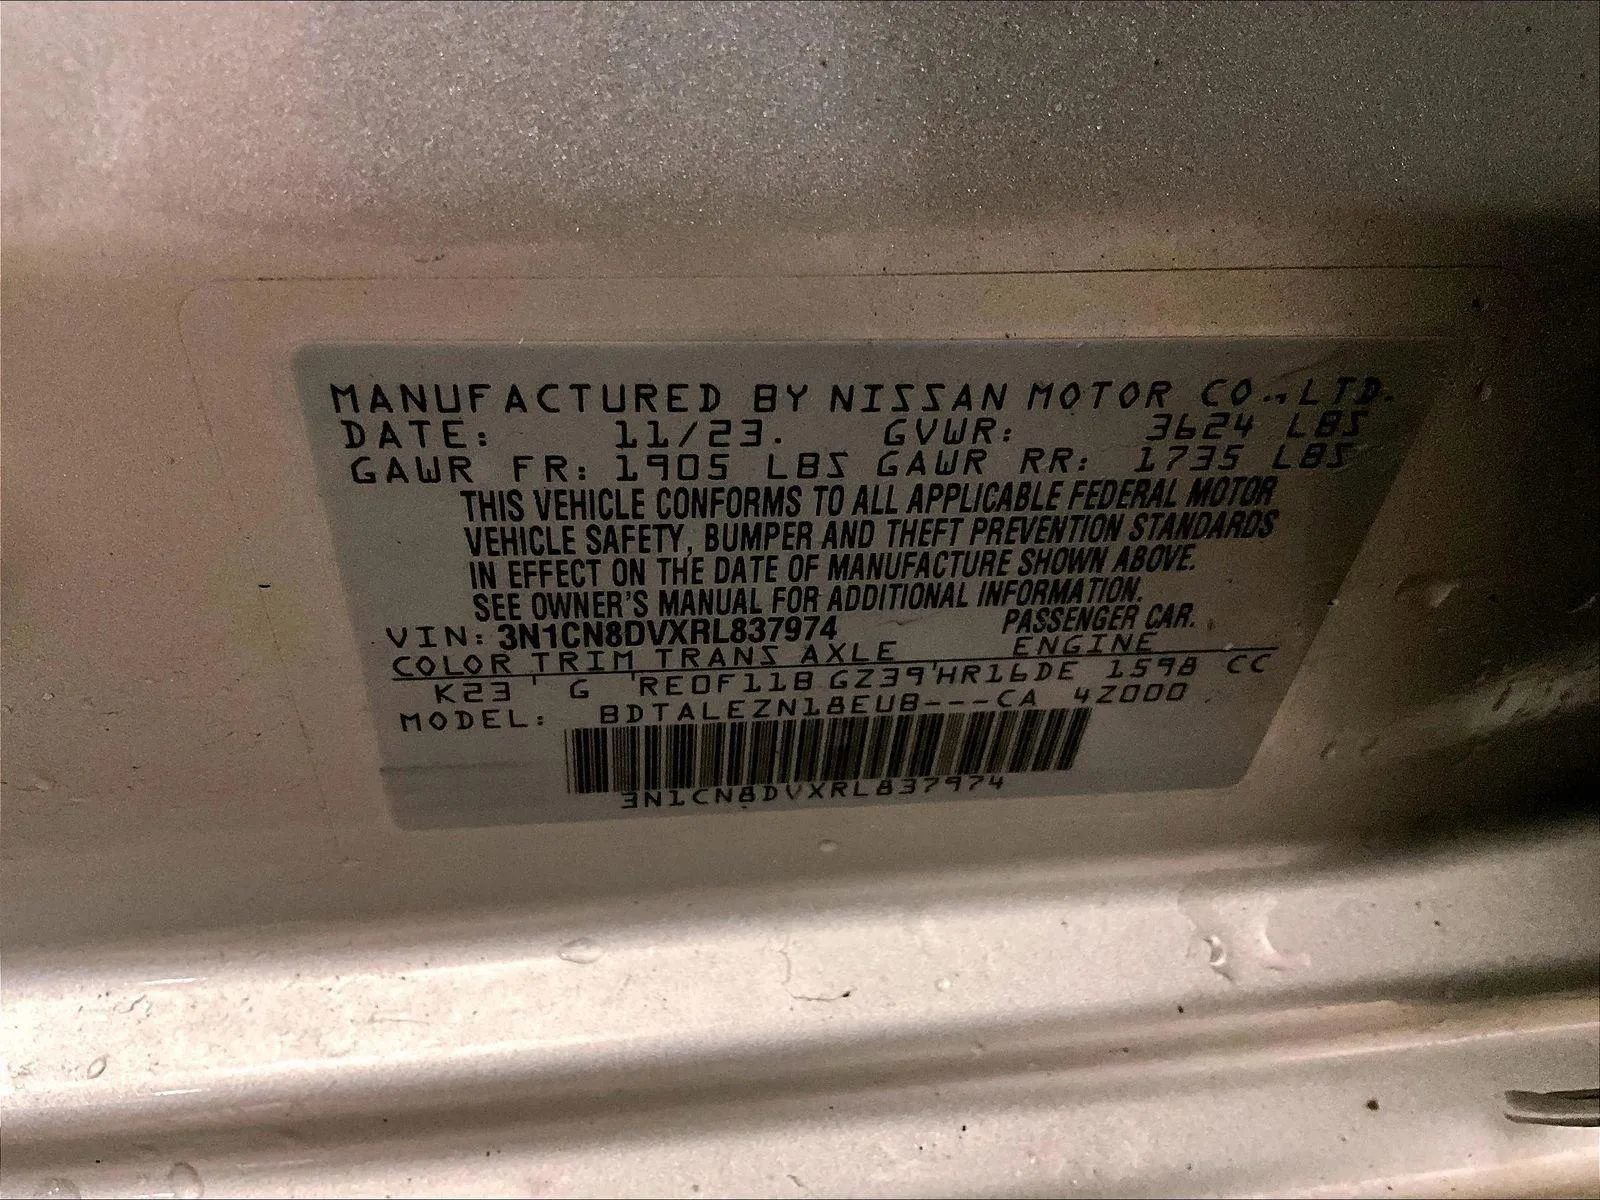 MANUFACTURED BY NISSAN MOTOR CO., LTD.
DATE: 11/23. GVWR: 3624 LBS
GAWR FR: 1905 LBS GAWR RR: 1735 LBS
THIS VEHICLE CONFORMS TO ALL APPLICABLE FEDERAL MOTOR
VEHICLE SAFETY, BUMPER AND THEFT PREVENTION STANDARDS
IN EFFECT ON THE DATE OF MANUFACTURE SHOWN ABOVE.
SEE OWNER'S MANUAL FOR ADDITIONAL INFORMATION.
VIN: 3N1CN8DVXRL837974 PASSENGER CAR.
COLOR TRIM TRANS AXLE ENGINE
K23 G RE0F11B GZ39 HR16DE 1598 CC
MODEL: BDTALEZN18EUB---CA 4Z000
3N1CN8DVXRL837974